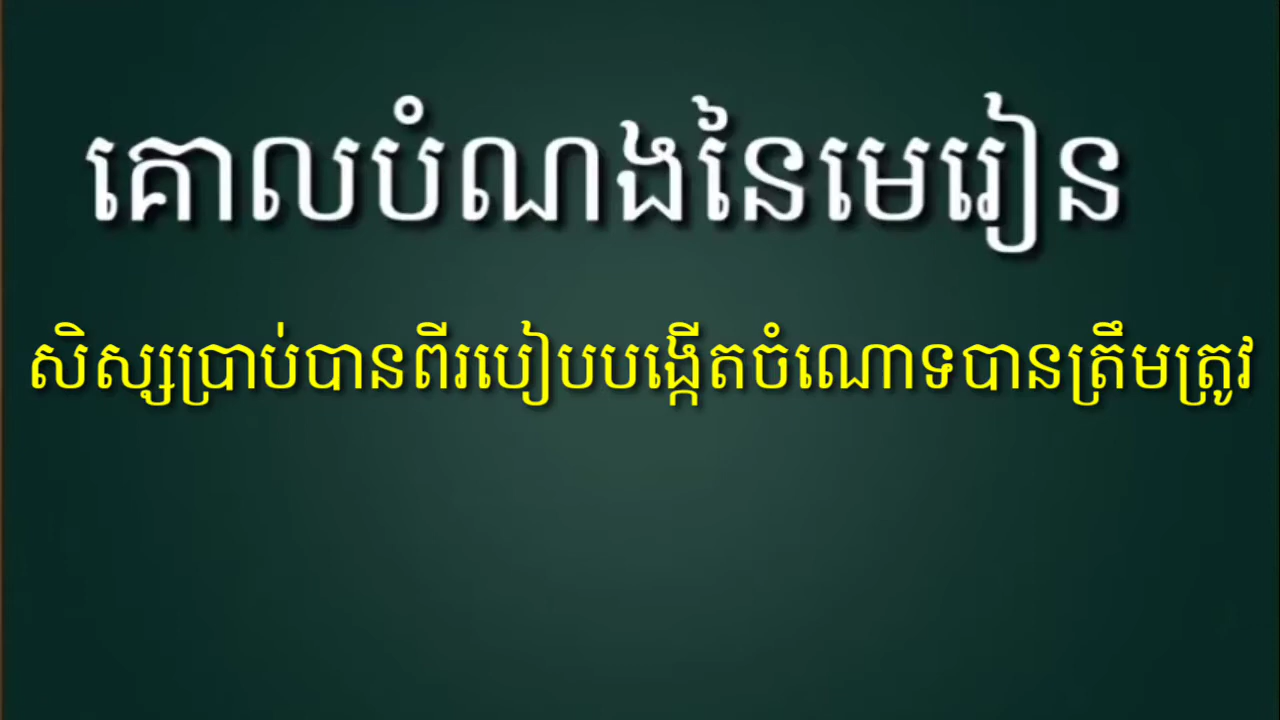 គោលបំណងនៃមេរៀន
សិស្សប្រាប់បានពីរបៀបបង្កើតចំណោទបានត្រឹមត្រូវ